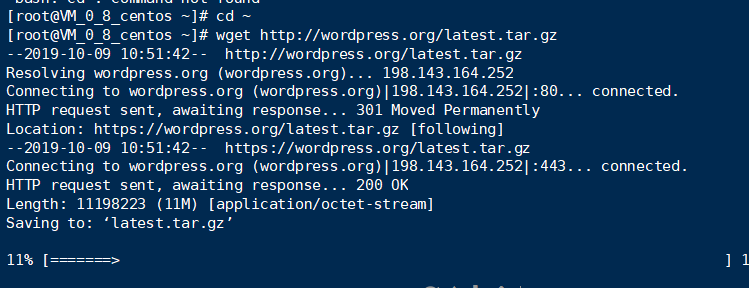 bash: cd : command not found
[root@VM_0_8_centos ~]# cd ~
[root@VM_0_8_centos ~]# wget http://wordpress.org/latest.tar.gz
--2019-10-09 10:51:42--  http://wordpress.org/latest.tar.gz
Resolving wordpress.org (wordpress.org)... 198.143.164.252
Connecting to wordpress.org (wordpress.org)|198.143.164.252|:80... connected.
HTTP request sent, awaiting response... 301 Moved Permanently
Location: https://wordpress.org/latest.tar.gz [following]
--2019-10-09 10:51:42--  https://wordpress.org/latest.tar.gz
Connecting to wordpress.org (wordpress.org)|198.143.164.252|:443... connected.
HTTP request sent, awaiting response... 200 OK
Length: 11198223 (11M) [application/octet-stream]
Saving to: ‘latest.tar.gz’
11% [=======> ] 1